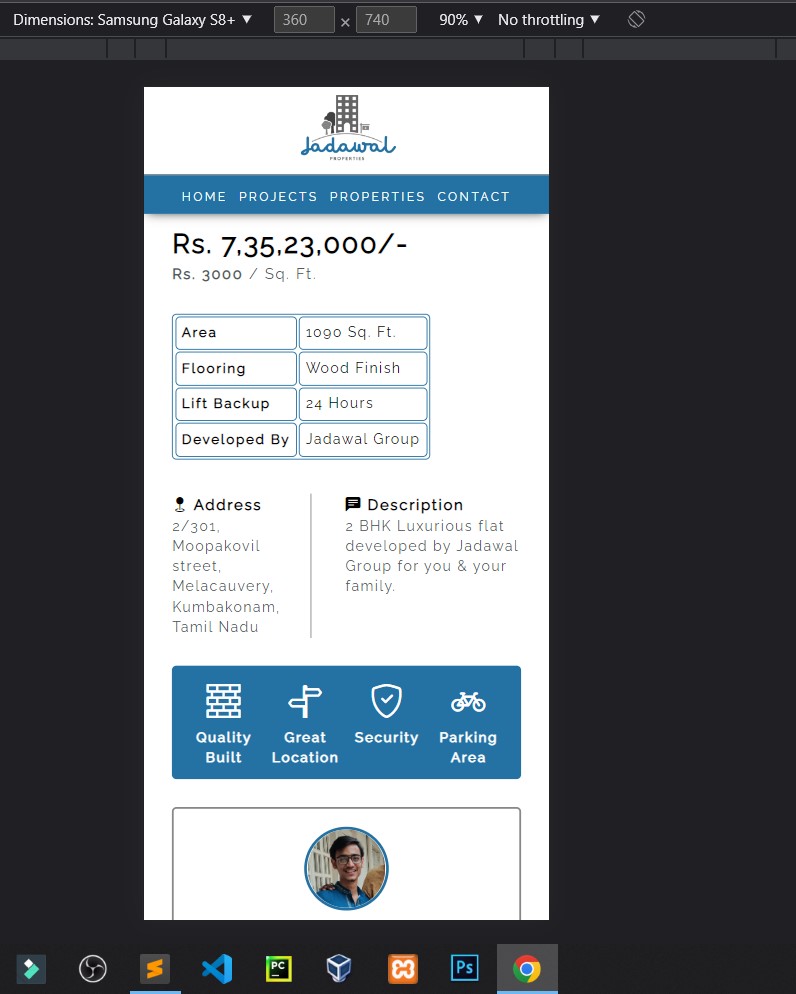 Dimensions: Samsung Galaxy S8+ ▼ 360 × 740 90% ▼ No throttling ▼
Jadawal
PROPERTIES
HOME PROJECTS PROPERTIES CONTACT
Rs. 7,35,23,000/-
Rs. 3000 / Sq. Ft.
Area 1090 Sq. Ft.
Flooring Wood Finish
Lift Backup 24 Hours
Developed By Jadawal Group
Address
2/301,
Moopakovil
street,
Melacauvery,
Kumbakonam,
Tamil Nadu
Description
2 BHK Luxurious flat
developed by Jadawal
Group for you & your
family.
Quality
Built
Great
Location
Security
Parking
Area
PC
Ps